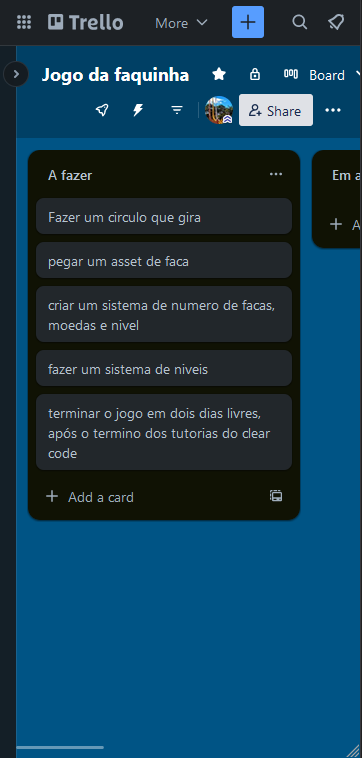 Trello
More
Jogo da faquinha
Board
Share
A fazer
Fazer um circulo que gira
pegar um asset de faca
criar um sistema de numero de facas,
moedas e nivel
fazer um sistema de niveis
terminar o jogo em dois dias livres,
após o termino dos tutorias do clear
code
Add a card
Em a
A